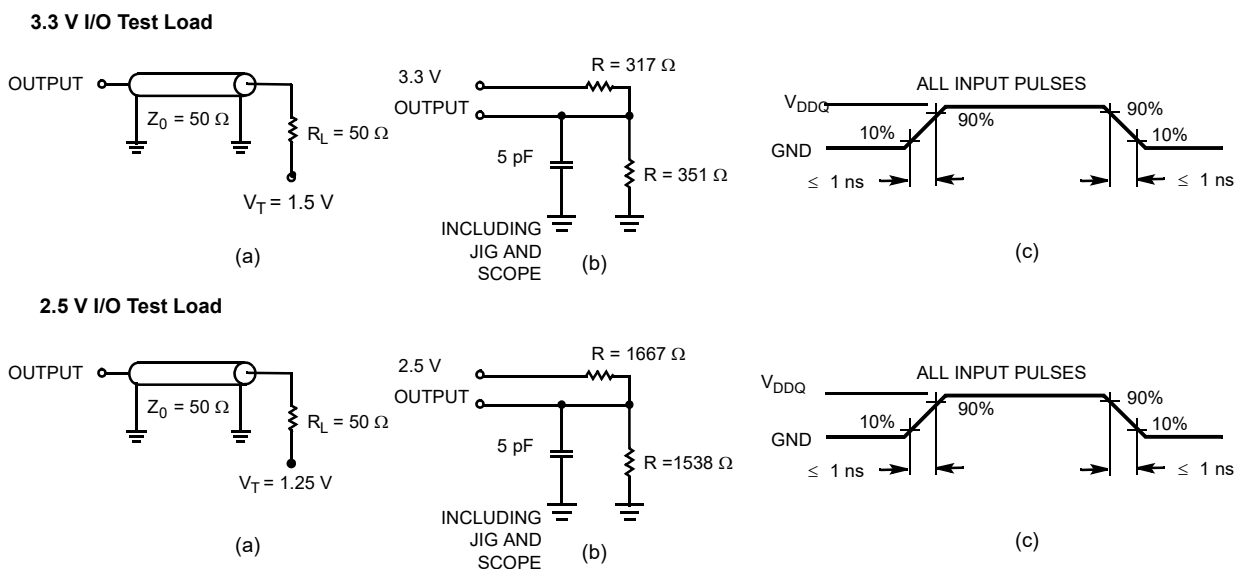 3.3 V I/O Test Load
OUTPUT
Z0 = 50 Ω
RL = 50 Ω
VT = 1.5 V
(a)
3.3 V
OUTPUT
R = 317 Ω
5 pF
R = 351 Ω
INCLUDING
JIG AND
SCOPE
(b)
ALL INPUT PULSES
VDDQ
GND
10%
90%
90%
10%
≤ 1 ns
≤ 1 ns
(c)
2.5 V I/O Test Load
OUTPUT
Z0 = 50 Ω
RL = 50 Ω
VT = 1.25 V
(a)
2.5 V
OUTPUT
R = 1667 Ω
5 pF
R =1538 Ω
INCLUDING
JIG AND
SCOPE
(b)
ALL INPUT PULSES
VDDQ
GND
10%
90%
90%
10%
≤ 1 ns
≤ 1 ns
(c)